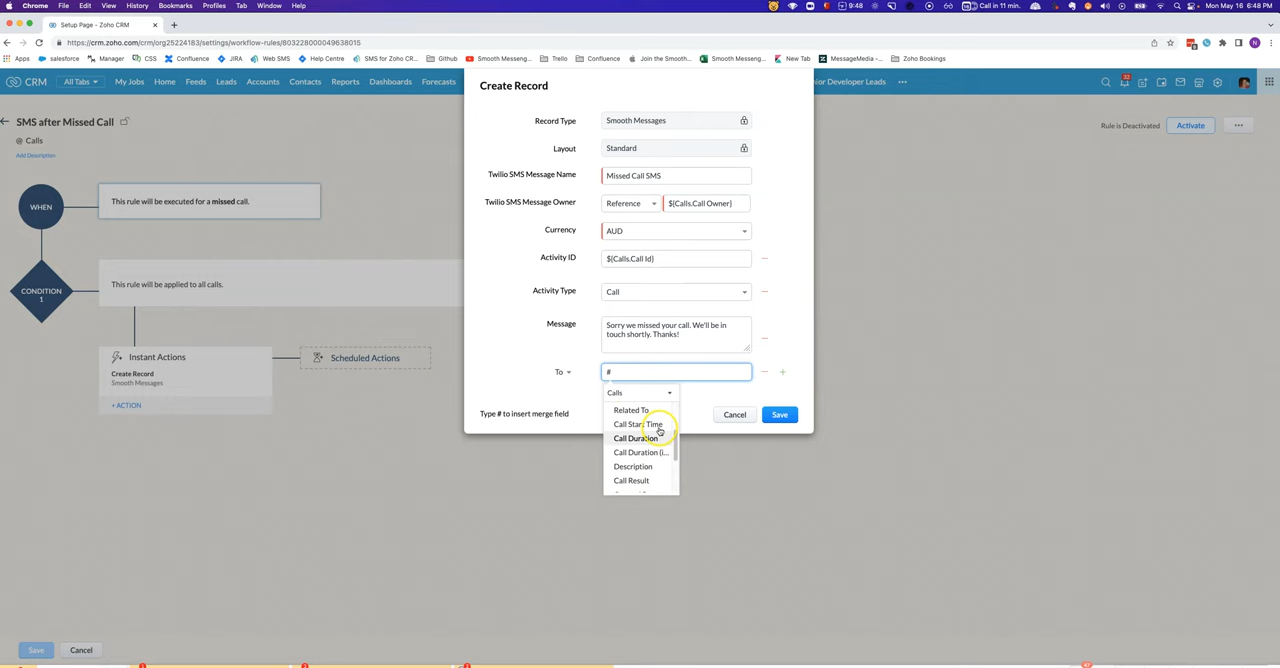 Chrome File Edit View History Bookmarks Profiles Tab Window Help
9:48 Call in 11 min. Mon May 16 6:48 PM
Setup Page - Zoho CRM
https://crm.zoho.com/crm/org25224183/settings/workflow-rules/803228000049638015
Apps salesforce Manager CSS Confluence JIRA Web SMS Help Centre SMS for Zoho CR... Github Smooth Messeng... Trello Confluence Join the Smooth... Smooth Messeng... New Tab MessageMedia -... Zoho Bookings
CRM All Tabs My Jobs Home Feeds Leads Accounts Contacts Reports Dashboards Forecasts
nior Developer Leads
32
SMS after Missed Call
Calls
Add Description
Rule is Deactivated Activate
WHEN
This rule will be executed for a missed call.
CONDITION
1
This rule will be applied to all calls.
Instant Actions
Scheduled Actions
Create Record
Smooth Messages
+ ACTION
Create Record
Record Type Smooth Messages
Layout Standard
Twilio SMS Message Name Missed Call SMS
Twilio SMS Message Owner Reference ${Calls.Call Owner}
Currency AUD
Activity ID ${Calls.Call Id}
Activity Type Call
Message Sorry we missed your call. We'll be in
touch shortly. Thanks!
To #
Calls
Related To
Call Start Time
Call Duration
Call Duration (i...
Description
Call Result
Type # to insert merge field
Cancel Save
Save Cancel